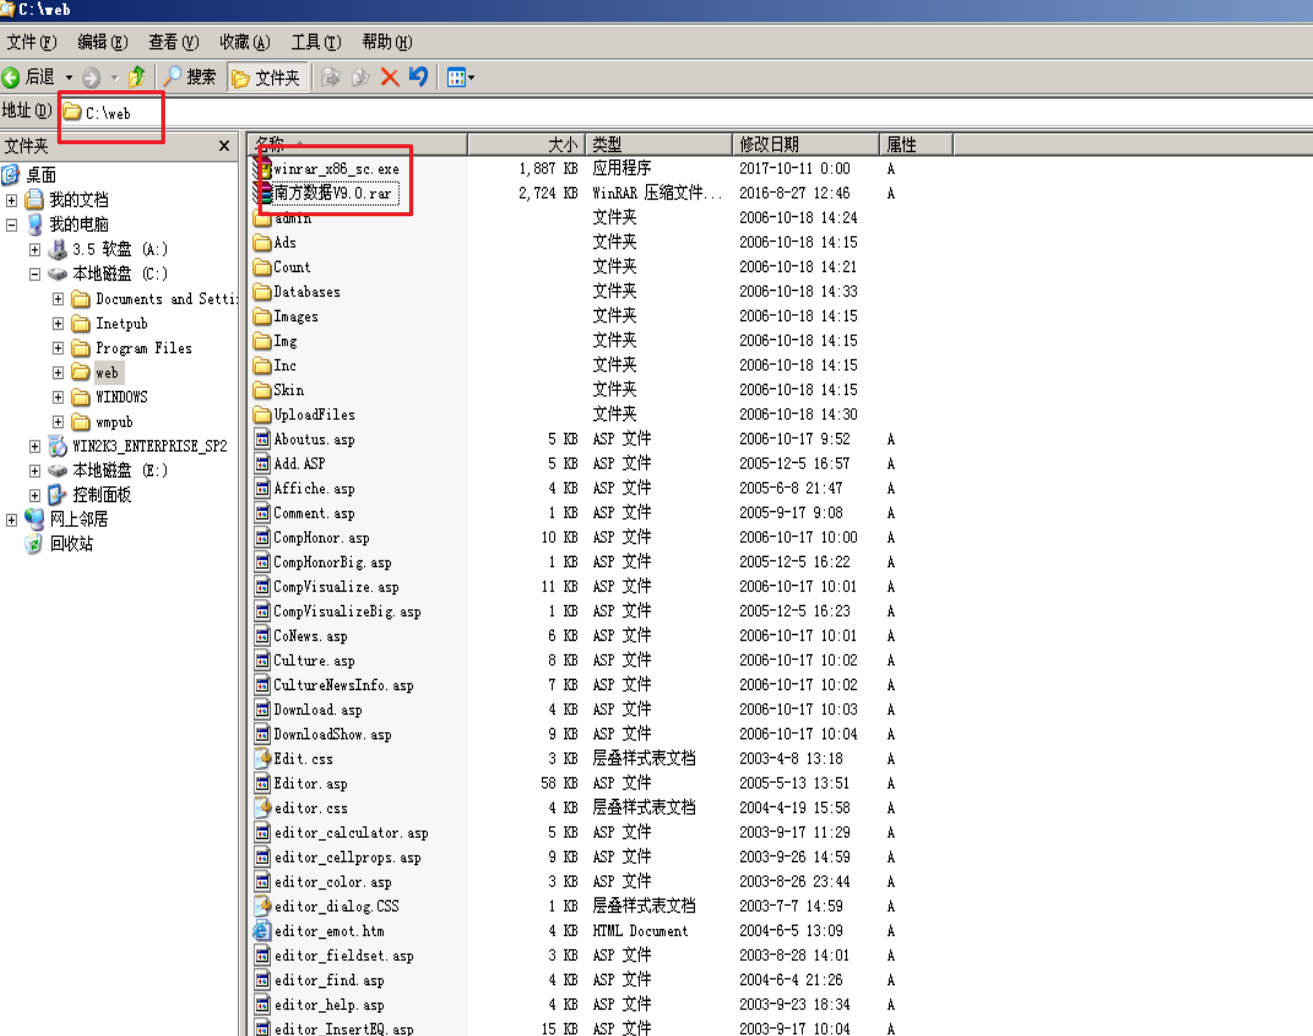 C:\web
文件(F) 编辑(E) 查看(V) 收藏(A) 工具(T) 帮助(H)
后退 搜索 文件夹
地址(D) C:\web
文件夹 x
桌面
我的文档
我的电脑
3.5 软盘 (A:)
本地磁盘 (C:)
Documents and Setti
Inetpub
Program Files
web
WINDOWS
wmpub
WIN2K3_ENTERPRISE_SP2
本地磁盘 (E:)
控制面板
网上邻居
回收站
名称 大小 类型 修改日期 属性
winrar_x86_sc.exe 1,887 KB 应用程序 2017-10-11 0:00 A
南方数据V9.0.rar 2,724 KB WinRAR 压缩文件... 2016-8-27 12:46 A
admin 文件夹 2006-10-18 14:24
Ads 文件夹 2006-10-18 14:15
Count 文件夹 2006-10-18 14:21
Databases 文件夹 2006-10-18 14:33
Images 文件夹 2006-10-18 14:15
Img 文件夹 2006-10-18 14:15
Inc 文件夹 2006-10-18 14:15
Skin 文件夹 2006-10-18 14:15
UploadFiles 文件夹 2006-10-18 14:30
Aboutus.asp 5 KB ASP 文件 2006-10-17 9:52 A
Add.ASP 5 KB ASP 文件 2005-12-5 16:57 A
Affiche.asp 4 KB ASP 文件 2005-6-8 21:47 A
Comment.asp 1 KB ASP 文件 2005-9-17 9:08 A
CompHonor.asp 10 KB ASP 文件 2006-10-17 10:00 A
CompHonorBig.asp 1 KB ASP 文件 2005-12-5 16:22 A
CompVisualize.asp 11 KB ASP 文件 2006-10-17 10:01 A
CompVisualizeBig.asp 1 KB ASP 文件 2005-12-5 16:23 A
CoNews.asp 6 KB ASP 文件 2006-10-17 10:01 A
Culture.asp 8 KB ASP 文件 2006-10-17 10:02 A
CultureNewsInfo.asp 7 KB ASP 文件 2006-10-17 10:02 A
Download.asp 4 KB ASP 文件 2006-10-17 10:03 A
DownloadShow.asp 9 KB ASP 文件 2006-10-17 10:04 A
Edit.css 3 KB 层叠样式表文档 2003-4-8 13:18 A
Editor.asp 58 KB ASP 文件 2005-5-13 13:51 A
editor.css 4 KB 层叠样式表文档 2004-4-19 15:58 A
editor_calculator.asp 5 KB ASP 文件 2003-9-17 11:29 A
editor_cellprops.asp 9 KB ASP 文件 2003-9-26 14:59 A
editor_color.asp 3 KB ASP 文件 2003-8-26 23:44 A
editor_dialog.CSS 1 KB 层叠样式表文档 2003-7-7 14:59 A
editor_emot.htm 4 KB HTML Document 2004-6-5 13:09 A
editor_fieldset.asp 3 KB ASP 文件 2003-8-28 14:01 A
editor_find.asp 4 KB ASP 文件 2004-6-4 21:26 A
editor_help.asp 4 KB ASP 文件 2003-9-23 18:34 A
editor_InsertEQ.asp 15 KB ASP 文件 2003-9-17 10:04 A